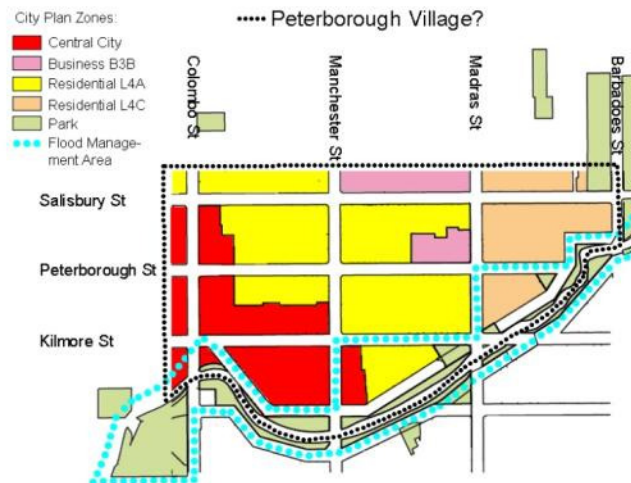 City Plan Zones:
Central City
Business B3B
Residential L4A
Residential L4C
Park
Flood Manage-
ment Area
Peterborough Village?
Colombo St
Manchester St
Madras St
Barbadoes St
Salisbury St
Peterborough St
Kilmore St